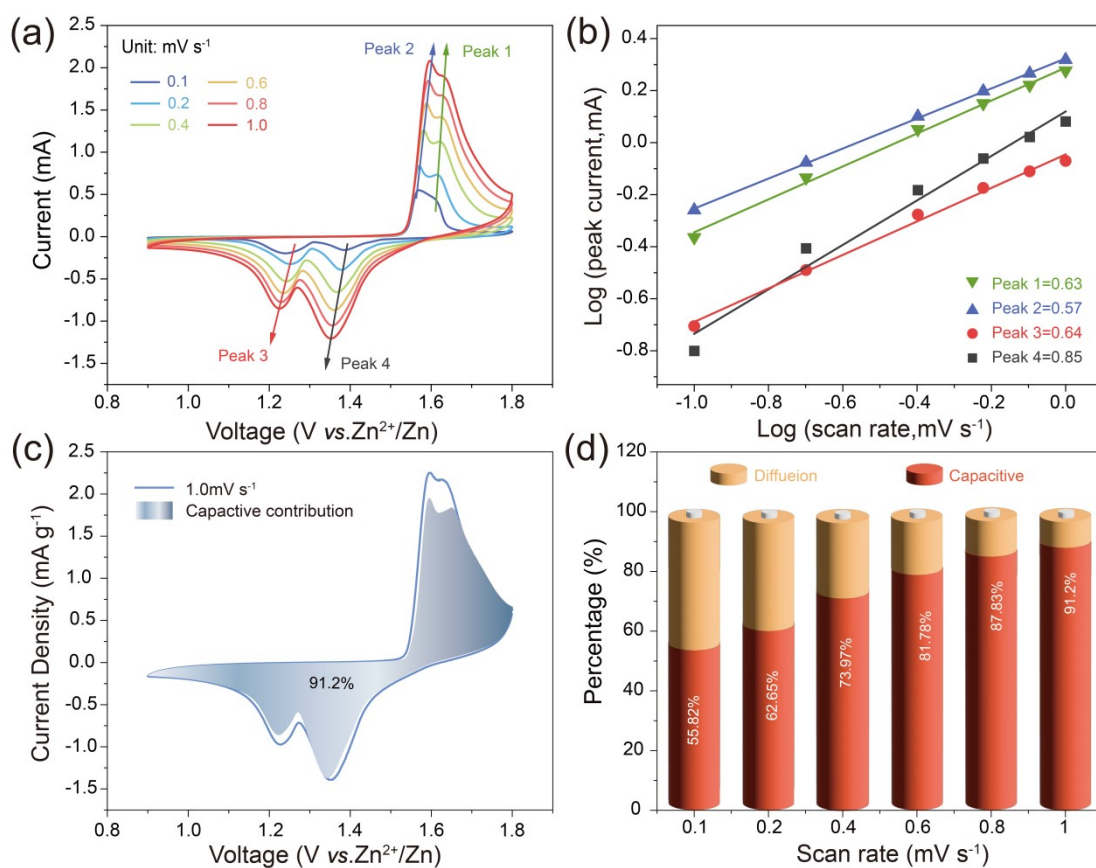 (a)
Unit: mV s⁻¹
0.1
0.2
0.4
0.6
0.8
1.0
Peak 2
Peak 1
Peak 3
Peak 4
2.5
2.0
1.5
1.0
0.5
0.0
-0.5
-1.0
-1.5
Current (mA)
0.8 1.0 1.2 1.4 1.6 1.8
Voltage (V vs.Zn²⁺/Zn)
(b)
0.4
0.2
0.0
-0.2
-0.4
-0.6
-0.8
Log (peak current,mA)
Peak 1=0.63
Peak 2=0.57
Peak 3=0.64
Peak 4=0.85
-1.0 -0.8 -0.6 -0.4 -0.2 0.0
Log (scan rate,mV s⁻¹)
(c)
1.0mV s⁻¹
Capactive contribution
91.2%
2.5
2.0
1.5
1.0
0.5
0.0
-0.5
-1.0
-1.5
Current Density (mA g⁻¹)
0.8 1.0 1.2 1.4 1.6 1.8
Voltage (V vs.Zn²⁺/Zn)
(d)
Diffueion
Capacitive
120
100
80
60
40
20
0
Percentage (%)
55.82%
62.65%
73.97%
81.78%
87.83%
91.2%
0.1 0.2 0.4 0.6 0.8 1
Scan rate (mV s⁻¹)